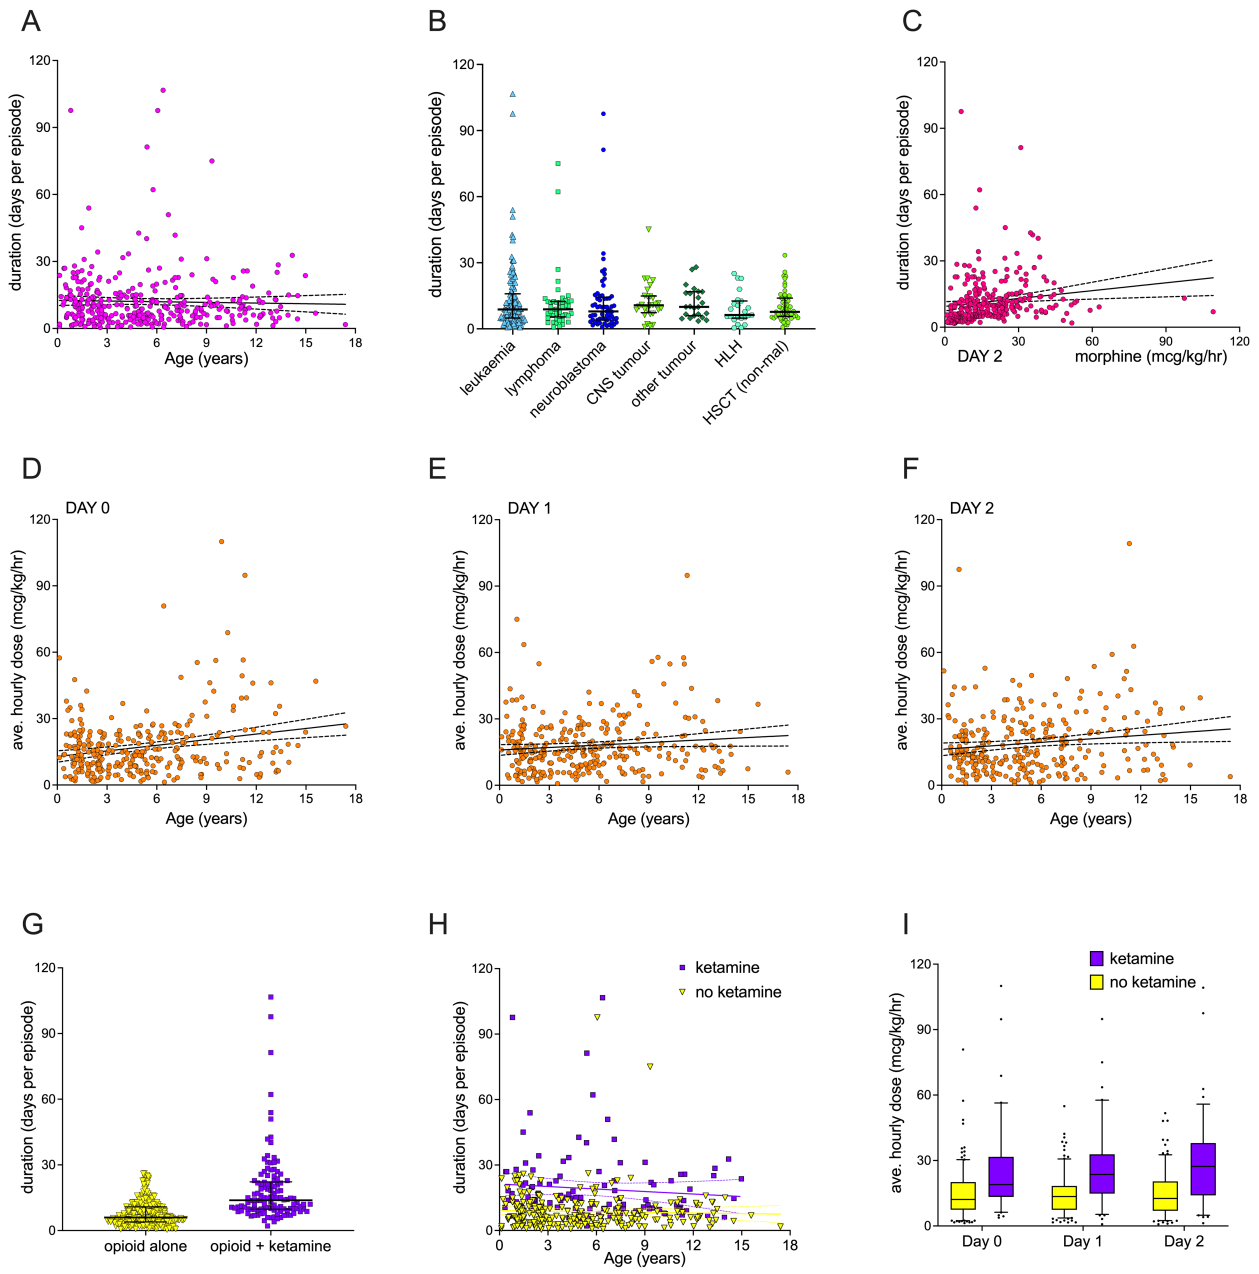 A
duration (days per episode)
120
90
60
30
0
0 3 6 9 12 15 18
Age (years)
B
duration (days per episode)
120
90
60
30
0
leukaemia
lymphoma
neuroblastoma
CNS tumour
other tumour
HLH
HSCT (non-mal)
C
duration (days per episode)
120
90
60
30
0
0 30 60 90 120
DAY 2 morphine (mcg/kg/hr)
D
DAY 0
ave. hourly dose (mcg/kg/hr)
120
90
60
30
0
0 3 6 9 12 15 18
Age (years)
E
DAY 1
ave. hourly dose (mcg/kg/hr)
120
90
60
30
0
0 3 6 9 12 15 18
Age (years)
F
DAY 2
ave. hourly dose (mcg/kg/hr)
120
90
60
30
0
0 3 6 9 12 15 18
Age (years)
G
duration (days per episode)
120
90
60
30
0
opioid alone opioid + ketamine
H
ketamine
no ketamine
duration (days per episode)
120
90
60
30
0
0 3 6 9 12 15 18
Age (years)
I
ketamine
no ketamine
ave. hourly dose (mcg/kg/hr)
120
90
60
30
0
Day 0 Day 1 Day 2